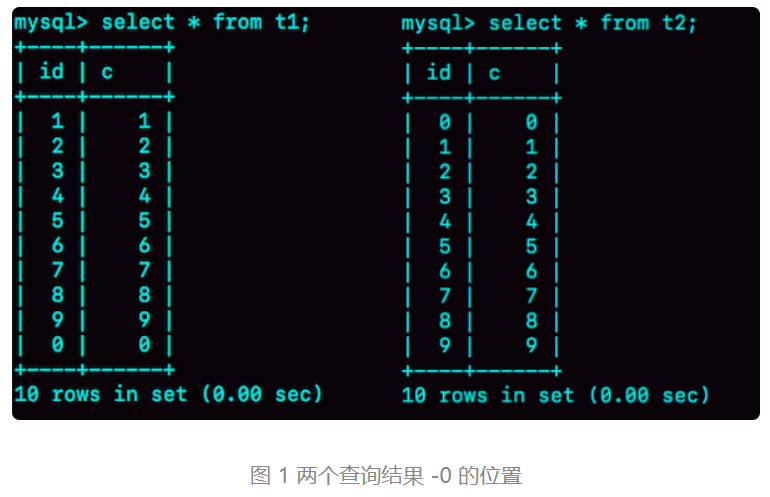 mysql> select * from t1;
+----+------+
| id | c    |
+----+------+
|  1 |    1 |
|  2 |    2 |
|  3 |    3 |
|  4 |    4 |
|  5 |    5 |
|  6 |    6 |
|  7 |    7 |
|  8 |    8 |
|  9 |    9 |
|  0 |    0 |
+----+------+
10 rows in set (0.00 sec)
mysql> select * from t2;
+----+------+
| id | c    |
+----+------+
|  0 |    0 |
|  1 |    1 |
|  2 |    2 |
|  3 |    3 |
|  4 |    4 |
|  5 |    5 |
|  6 |    6 |
|  7 |    7 |
|  8 |    8 |
|  9 |    9 |
+----+------+
10 rows in set (0.00 sec)
图 1 两个查询结果 -0 的位置